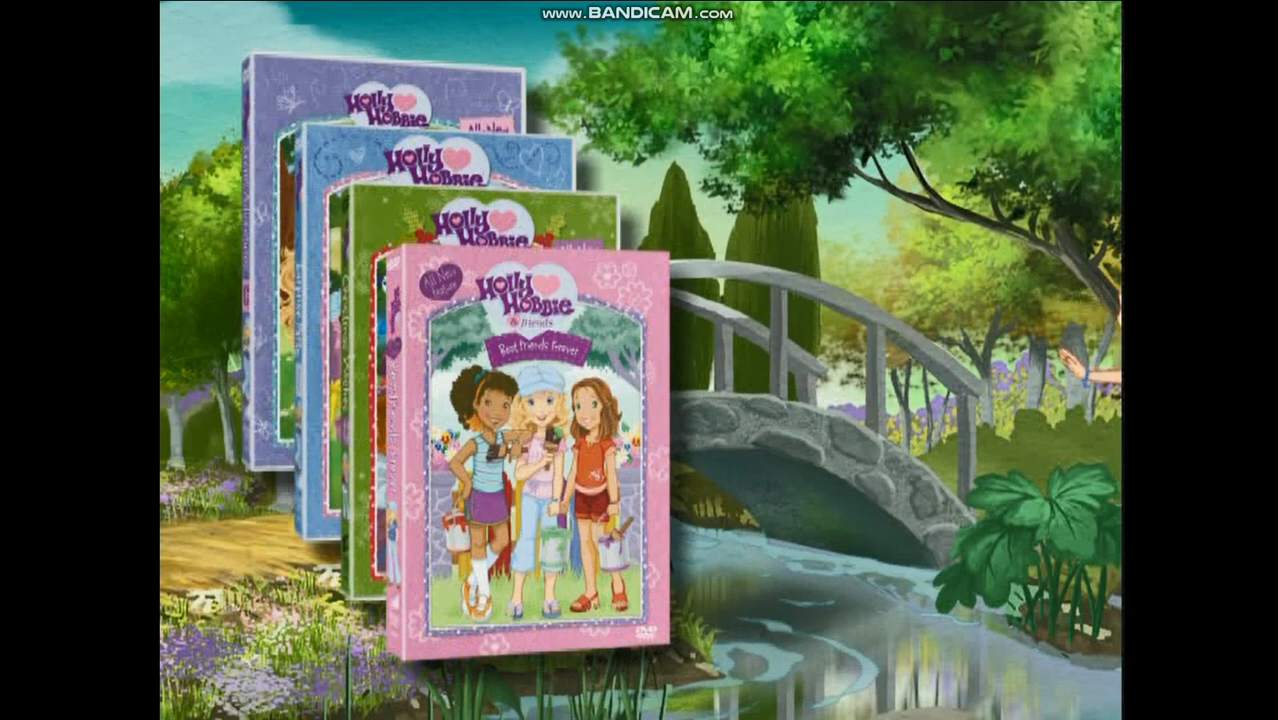 www.BANDICAM.com
Holly
Hobbie
All-New
Holly
Hobbie
Holly
Hobbie
All New
Feature
Holly
Hobbie
& friends
Best Friends Forever
DVD